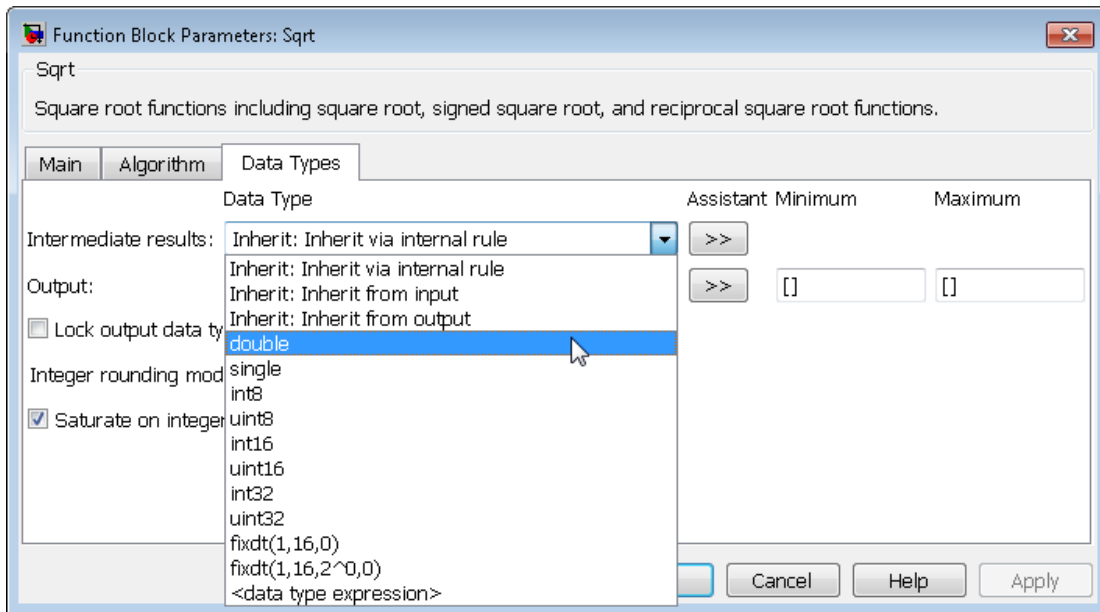 Function Block Parameters: Sqrt
Sqrt
Square root functions including square root, signed square root, and reciprocal square root functions.
Main Algorithm Data Types
Data Type Assistant Minimum Maximum
Intermediate results: Inherit: Inherit via internal rule >>
Inherit: Inherit via internal rule
Output: >> [] []
Inherit: Inherit from input
Inherit: Inherit from output
Lock output data ty
double
single
Integer rounding mod
int8
Saturate on integer
uint8
int16
uint16
int32
uint32
fixdt(1,16,0)
fixdt(1,16,2^0,0)
<data type expression>
Cancel Help Apply